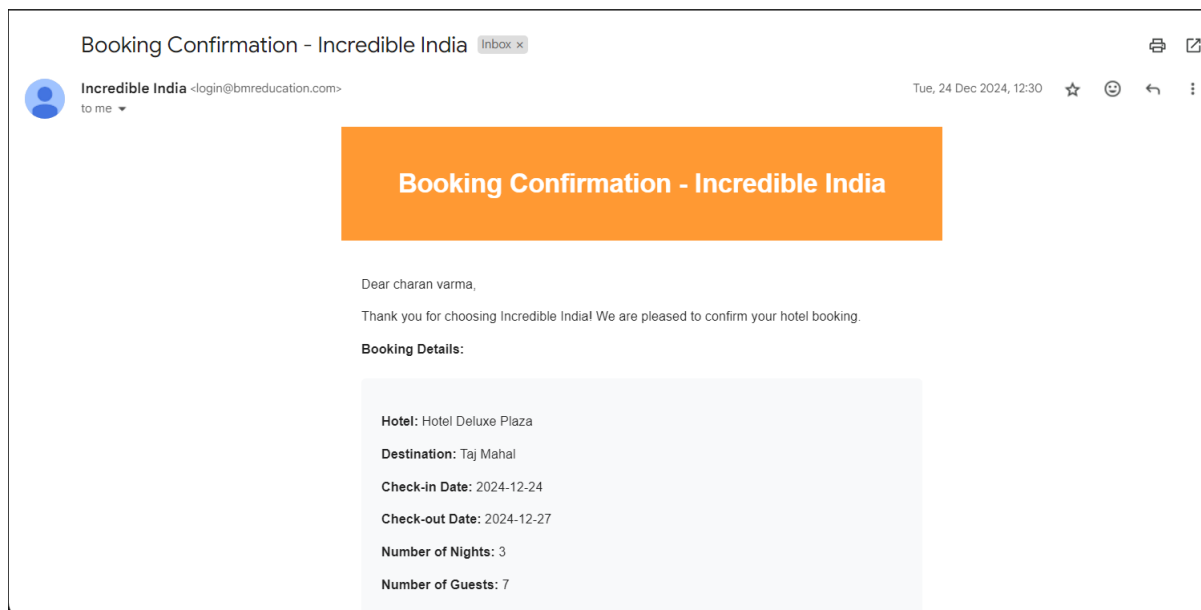 Booking Confirmation - Incredible India Inbox ×
Incredible India <login@bmreducation.com> Tue, 24 Dec 2024, 12:30
to me
Booking Confirmation - Incredible India
Dear charan varma,
Thank you for choosing Incredible India! We are pleased to confirm your hotel booking.
Booking Details:
Hotel: Hotel Deluxe Plaza
Destination: Taj Mahal
Check-in Date: 2024-12-24
Check-out Date: 2024-12-27
Number of Nights: 3
Number of Guests: 7